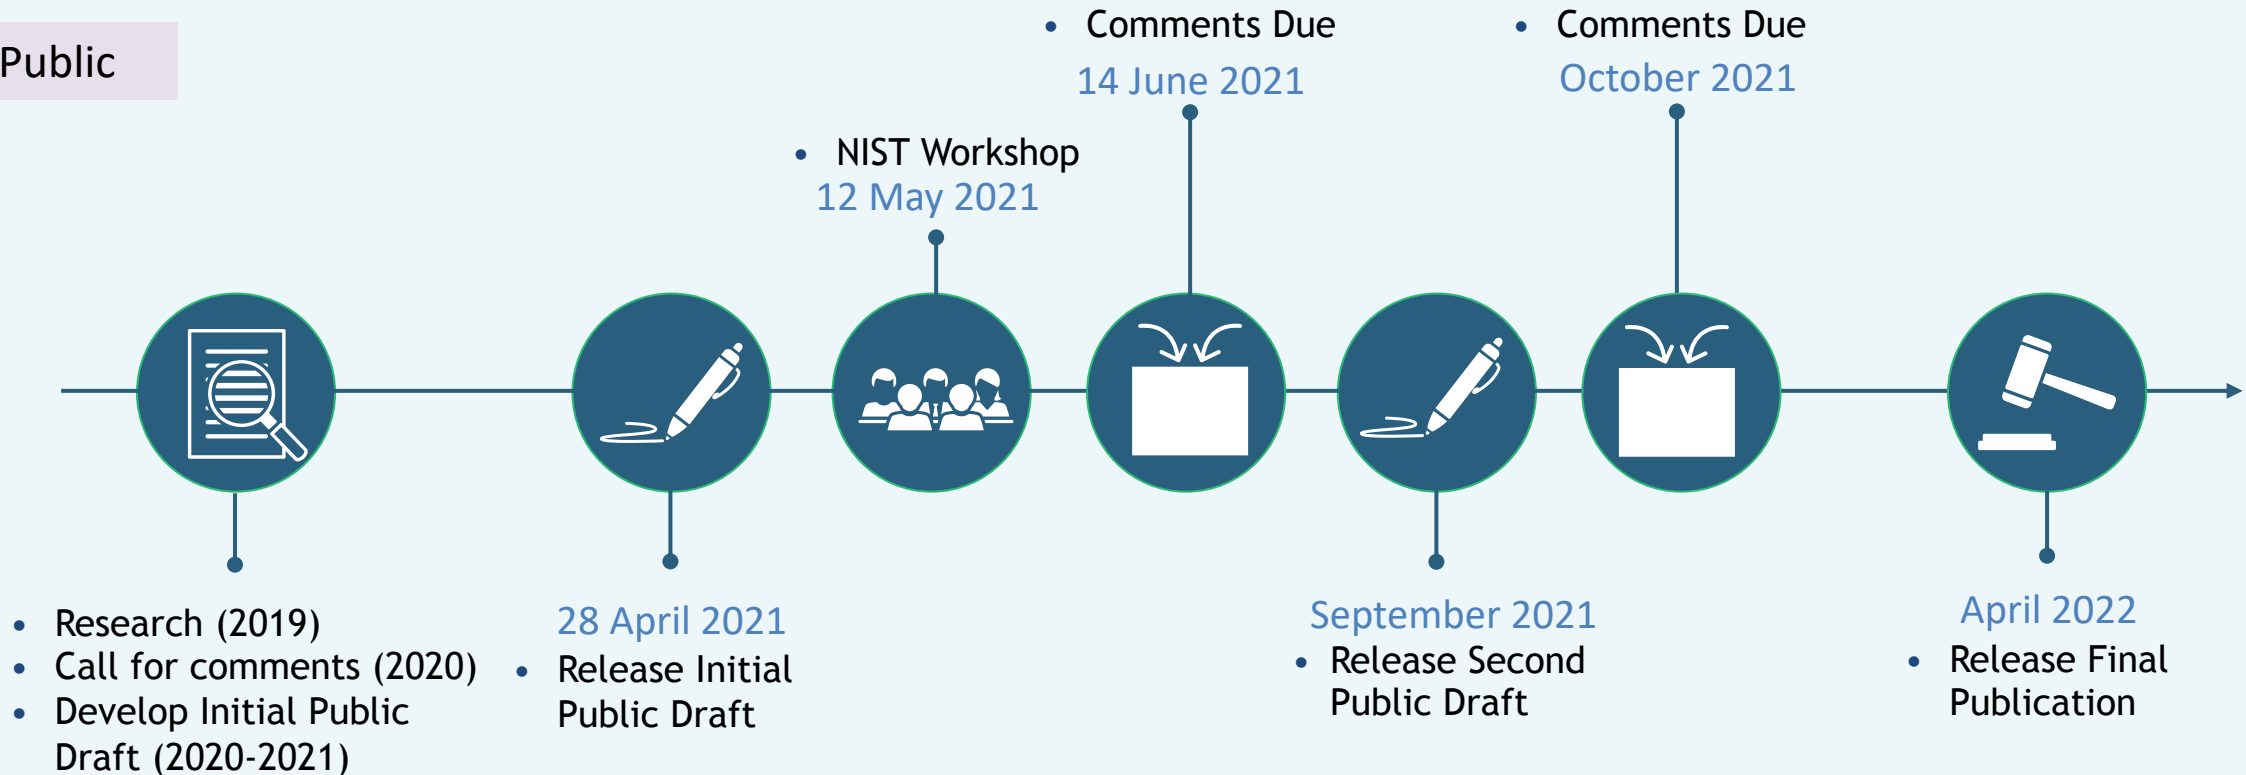 Public
• Comments Due
14 June 2021
• Comments Due
October 2021
• NIST Workshop
12 May 2021
• Research (2019)
• Call for comments (2020)
• Develop Initial Public
Draft (2020-2021)
28 April 2021
• Release Initial
Public Draft
September 2021
• Release Second
Public Draft
April 2022
• Release Final
Publication